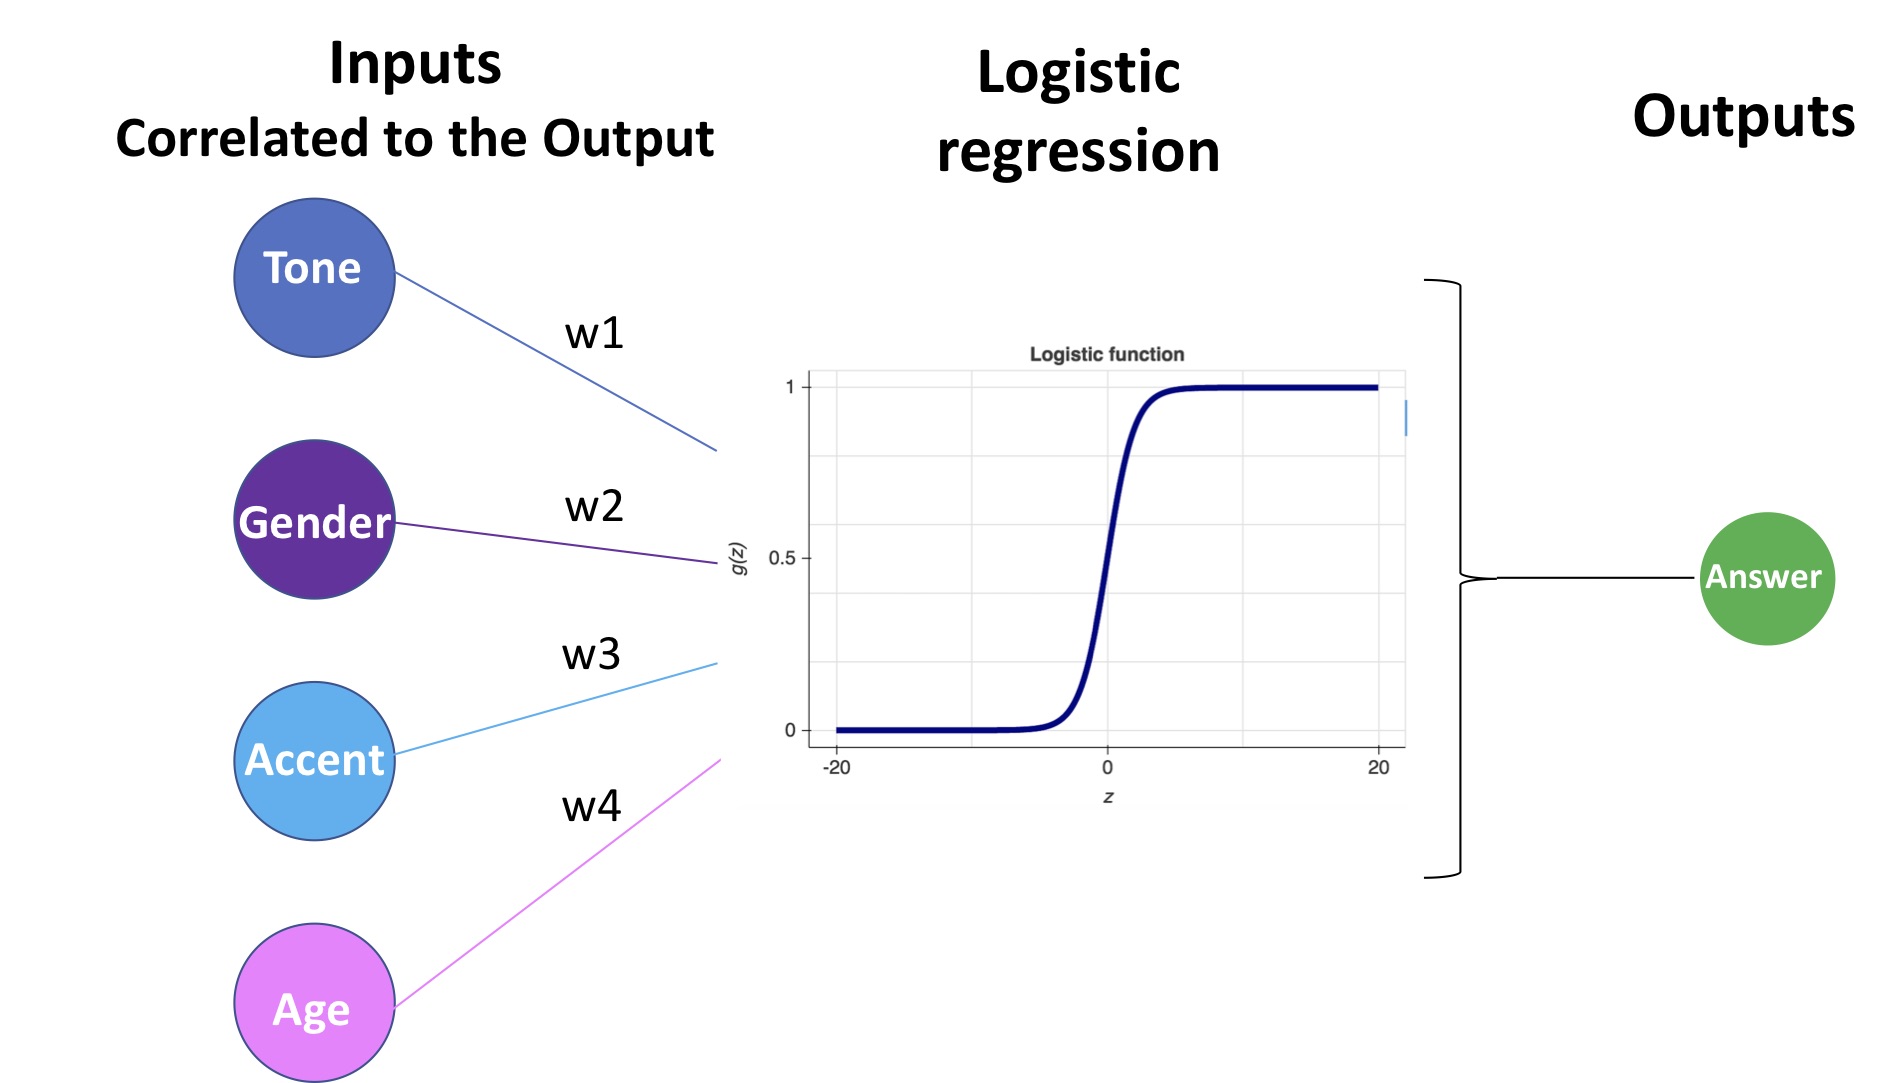 Inputs
Correlated to the Output
Logistic
regression
Outputs
Tone
w1
Gender
w2
Accent
w3
Age
w4
Logistic function
1
0.5
0
g(z)
-20
0
20
z
Answer